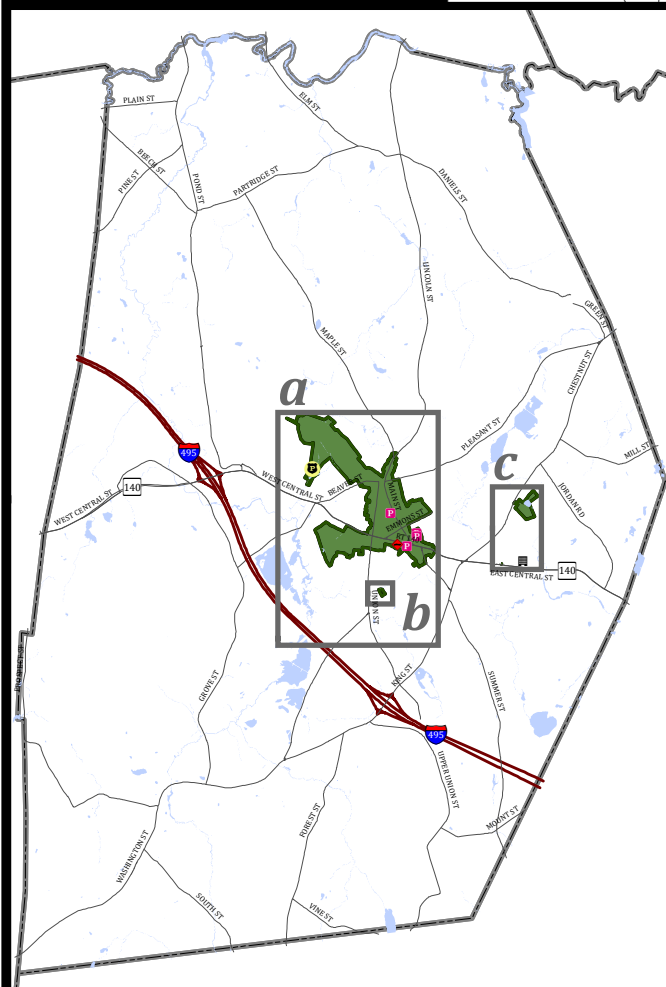 PLAIN ST
ELM ST
BEECH ST
PINE ST
POND ST
PARTRIDGE ST
DANIELS ST
LINCOLN ST
GREEN ST
MAPLE ST
CHESTNUT ST
a
PLEASANT ST
MILL ST
495
c
P
WEST CENTRAL ST
BEAVER
MAIN ST
140
JORDAN RD
WEST CENTRAL ST
P
EMMONS ST
P
P
140
EAST CENTRAL ST
UNION ST
b
KING ST
GROVE ST
SUMMER ST
495
UPPER UNION ST
FOREST ST
MOUNT ST
WASHINGTON ST
SOUTH ST
VINE ST